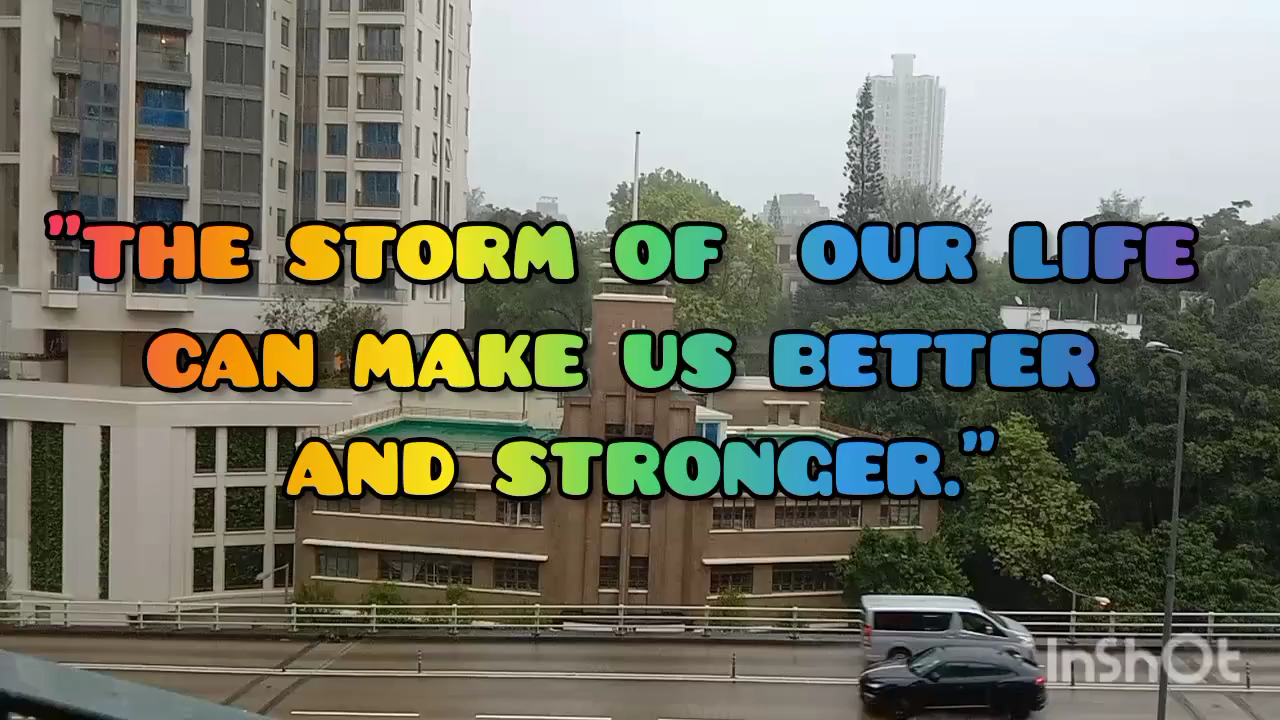 "THE STORM OF OUR LIFE
CAN MAKE US BETTER
AND STRONGER."
InShOt